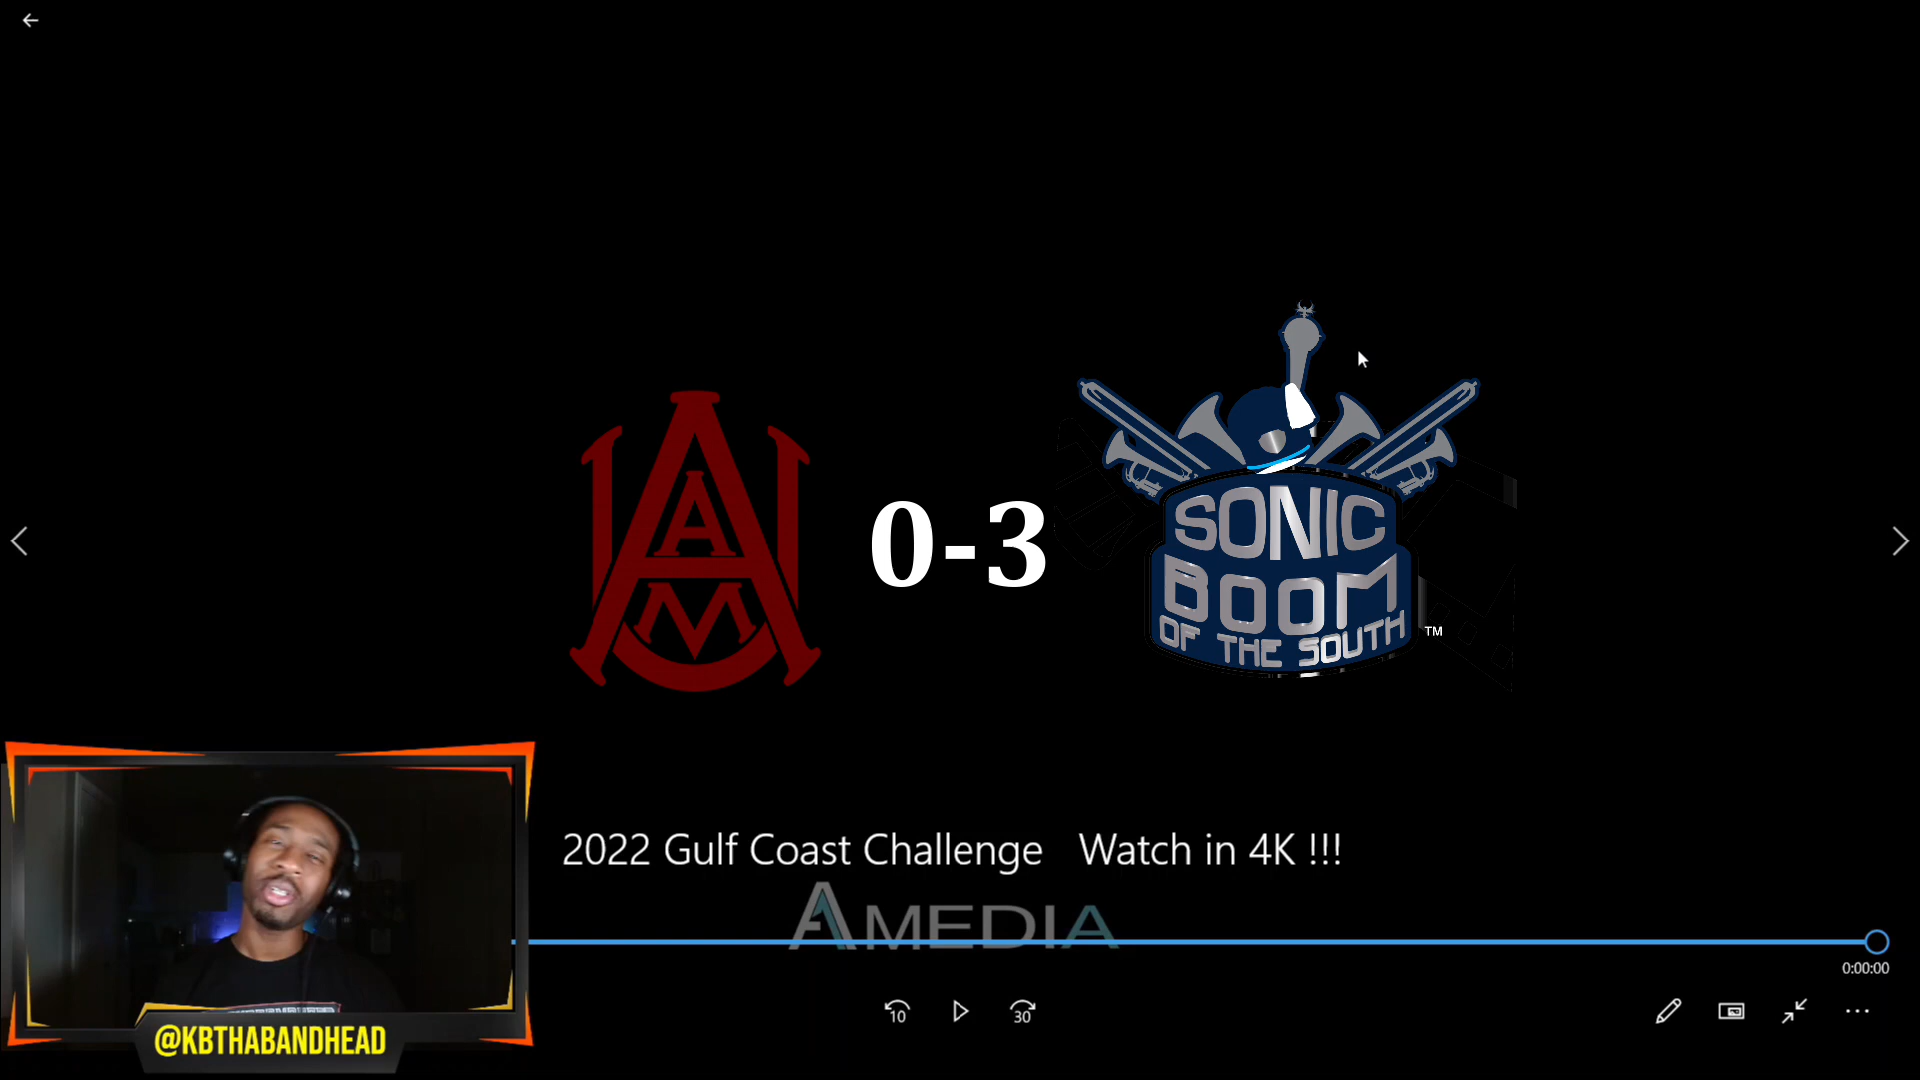 A
A
M
0-3
SONIC
BOOM
OF THE SOUTH
TM
2022 Gulf Coast Challenge Watch in 4K !!!
AMEDIA
0:00:00
10
30
@KBTHABANDHEAD